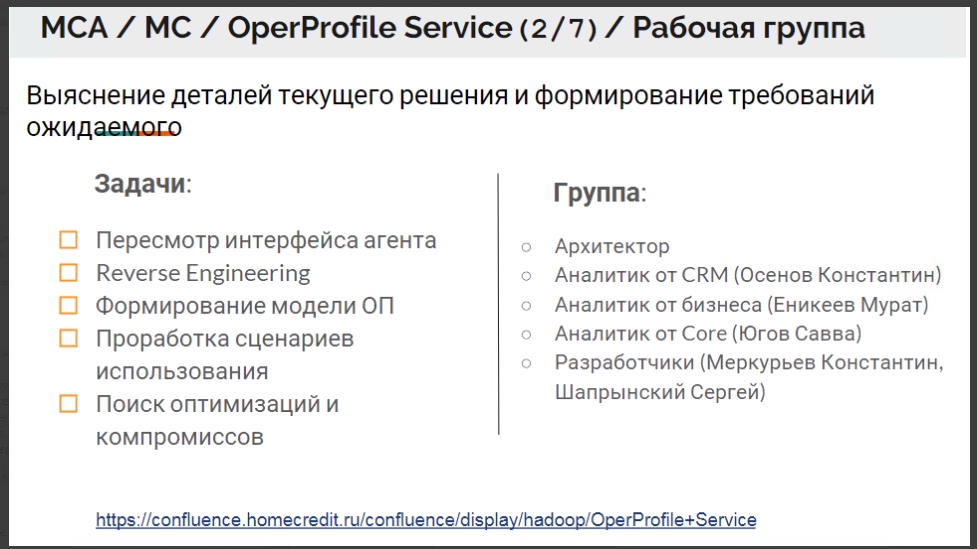 МСА / МС / OperProfile Service (2/7) / Рабочая группа
Выяснение деталей текущего решения и формирование требований
ожидаемого
Задачи:
Пересмотр интерфейса агента
Reverse Engineering
Формирование модели ОП
Проработка сценариев
использования
Поиск оптимизаций и
компромиссов
Группа:
Архитектор
Аналитик от CRM (Осенов Константин)
Аналитик от бизнеса (Еникеев Мурат)
Аналитик от Core (Югов Савва)
Разработчики (Меркурьев Константин,
Шапрынский Сергей)
https://confluence.homecredit.ru/confluence/display/hadoop/OperProfile+Service